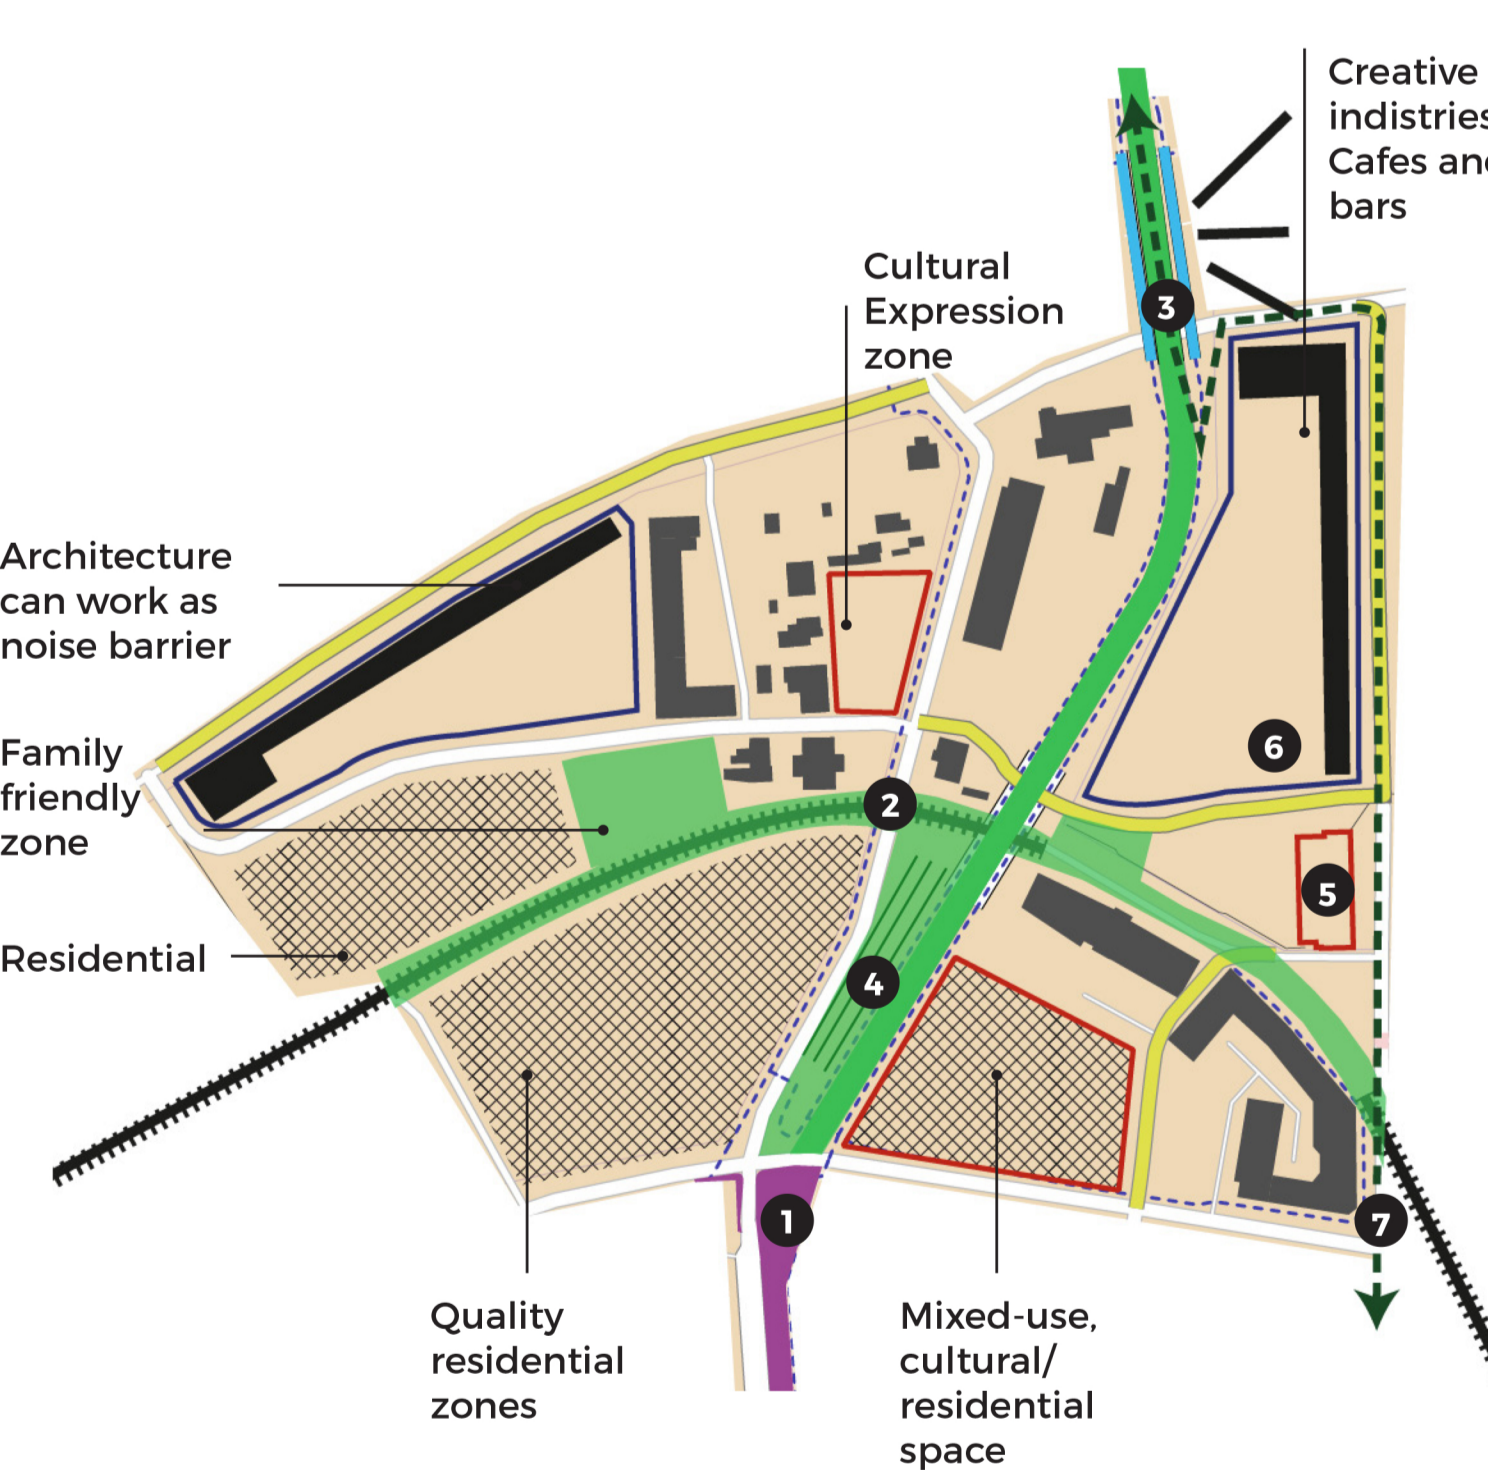 Creative
indistries
Cafes and
bars
Cultural
Expression
zone
3
Architecture
can work as
noise barrier
Family
friendly
zone
6
2
5
Residential
4
1
7
Quality
residential
zones
Mixed-use,
cultural/
residential
space